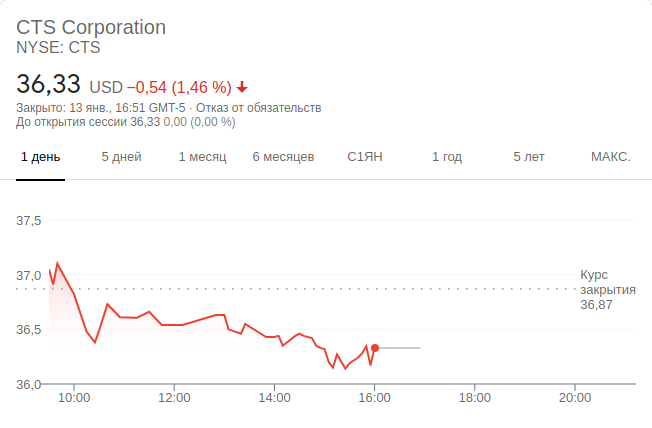 CTS Corporation
NYSE: CTS
36,33 USD −0,54 (1,46 %)
Закрыто: 13 янв., 16:51 GMT-5 · Отказ от обязательств
До открытия сессии 36,33 0,00 (0,00 %)
1 день 5 дней 1 месяц 6 месяцев С1ЯН 1 год 5 лет МАКС.
37,5
37,0
36,5
36,0
Курс
закрытия
36,87
10:00 12:00 14:00 16:00 18:00 20:00